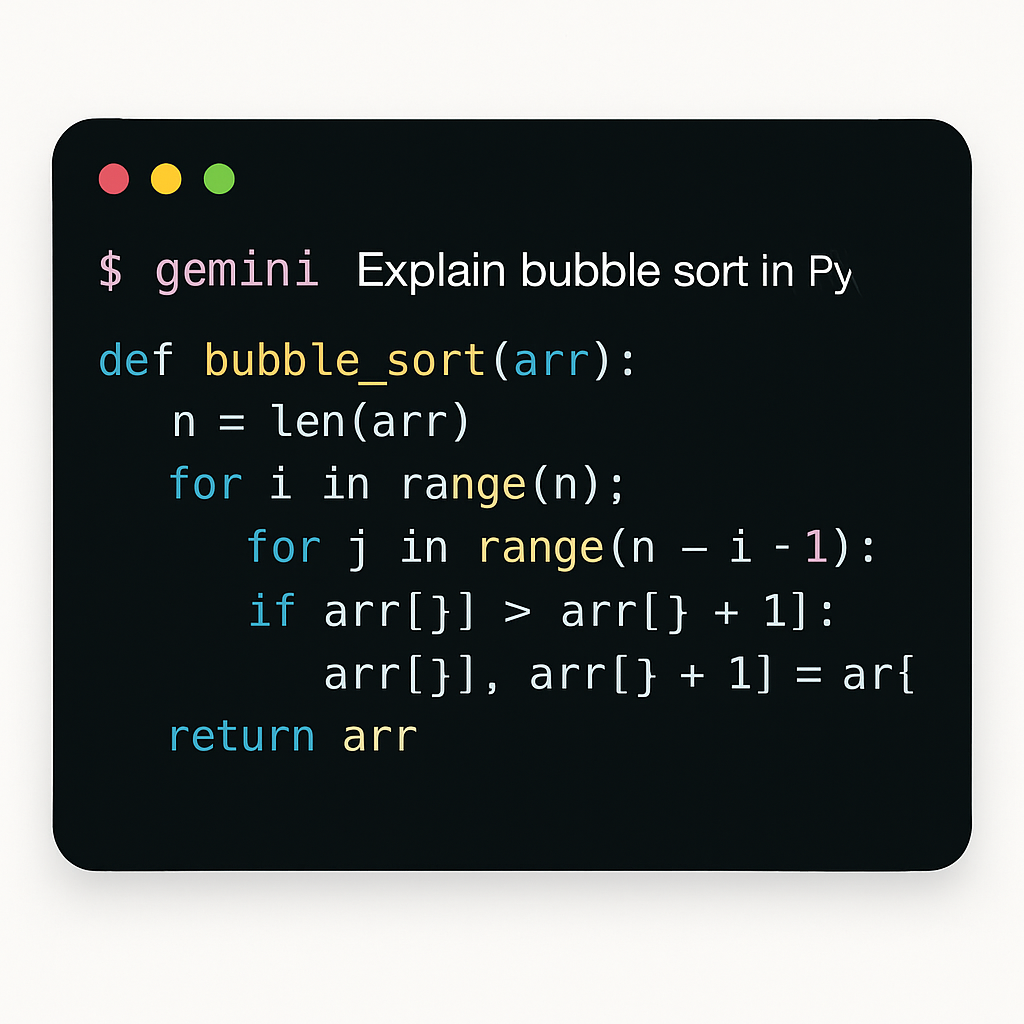 $ gemini Explain bubble sort in Py
def bubble_sort(arr):
n = len(arr)
for i in range(n);
for j in range(n – i -1):
if arr[}] > arr[} + 1]:
arr[}], arr[} + 1] = ar{
return arr